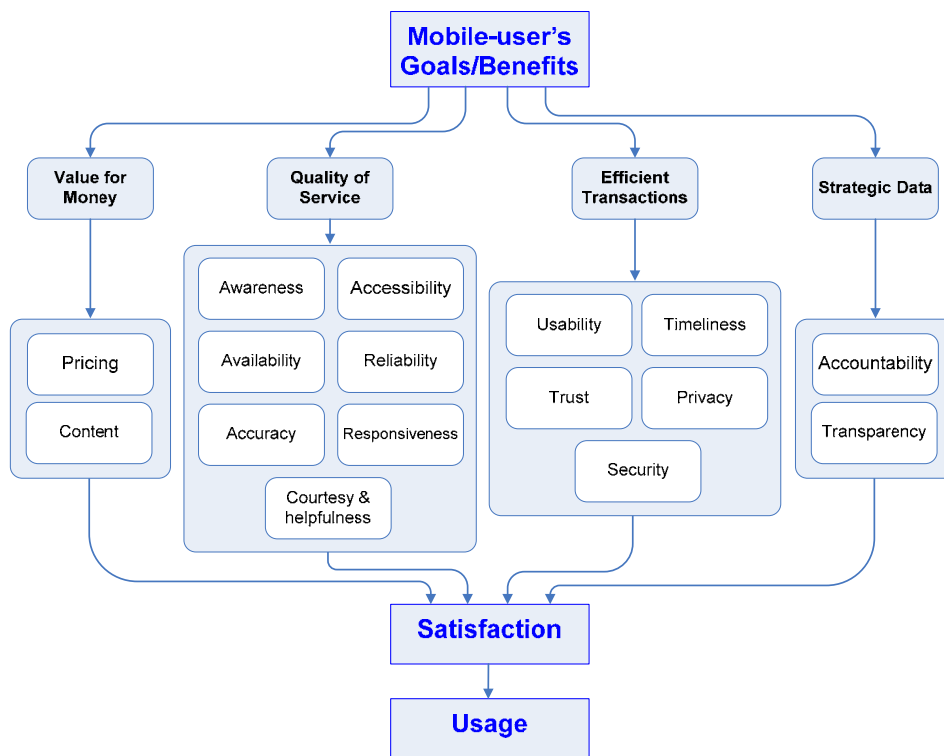 Mobile-user's
Goals/Benefits
Value for
Money
Quality of
Service
Efficient
Transactions
Strategic Data
Awareness
Accessibility
Availability
Reliability
Accuracy
Responsiveness
Courtesy &
helpfulness
Usability
Timeliness
Trust
Privacy
Security
Pricing
Content
Accountability
Transparency
Satisfaction
Usage